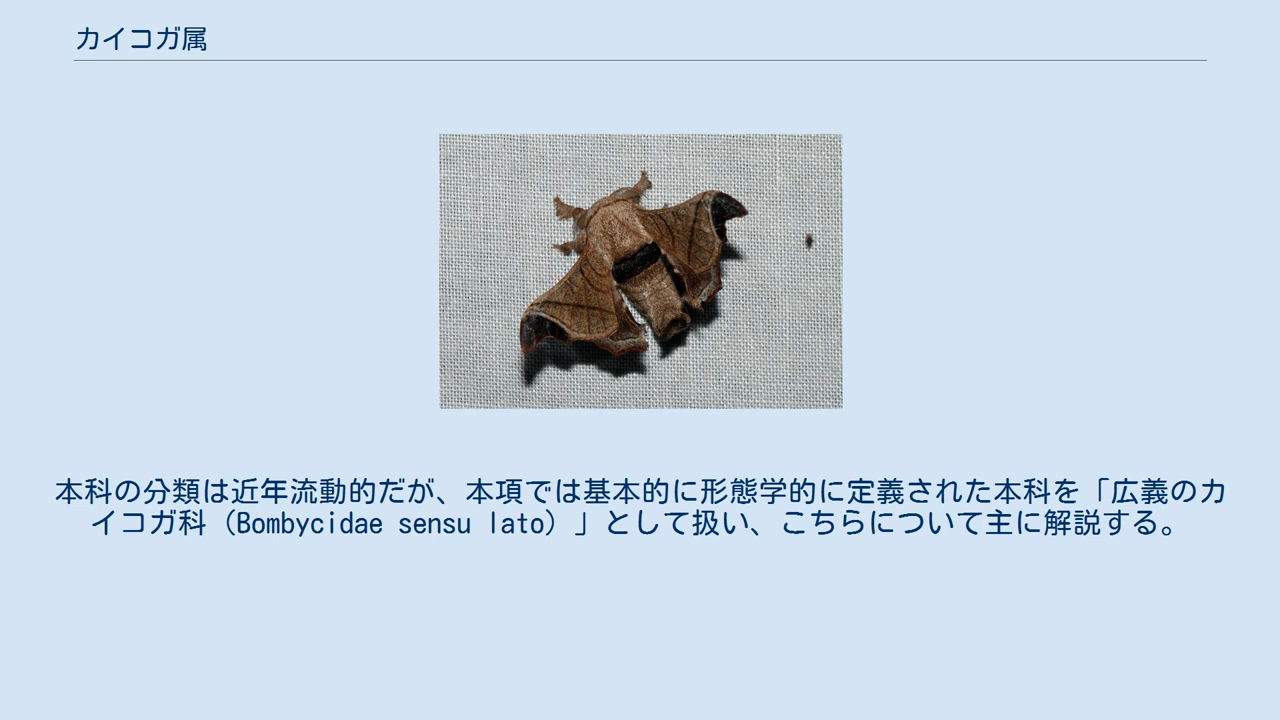 カイコガ属
本科の分類は近年流動的だが、本項では基本的に形態学的に定義された本科を「広義のカ
イコガ科（Bombycidae sensu lato）」として扱い、こちらについて主に解説する。